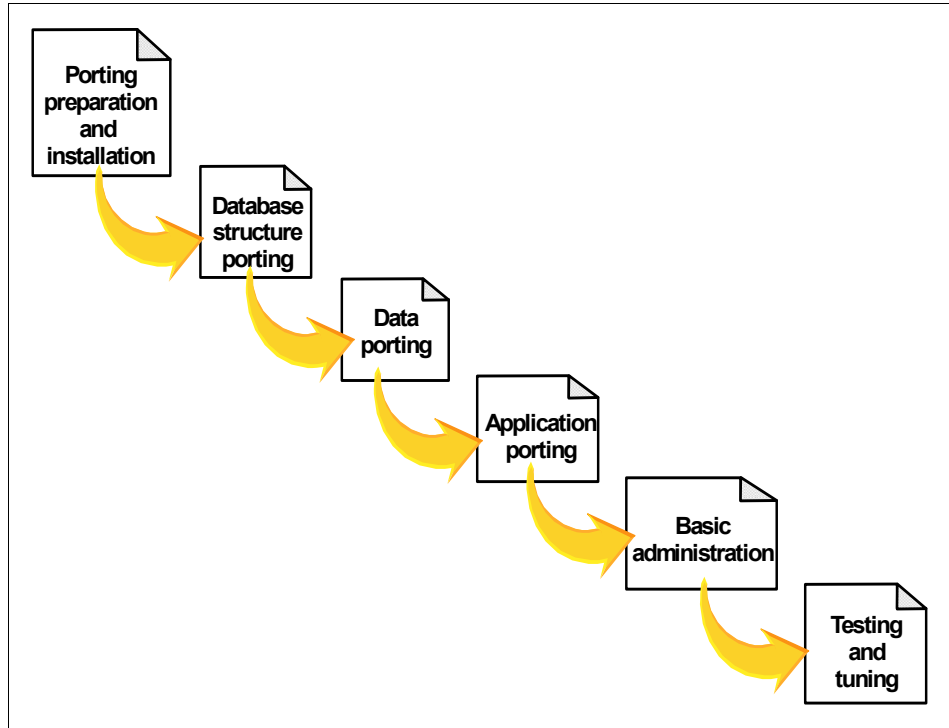 Porting
preparation
and
installation
Database
structure
porting
Data
porting
Application
porting
Basic
administration
Testing
and
tuning